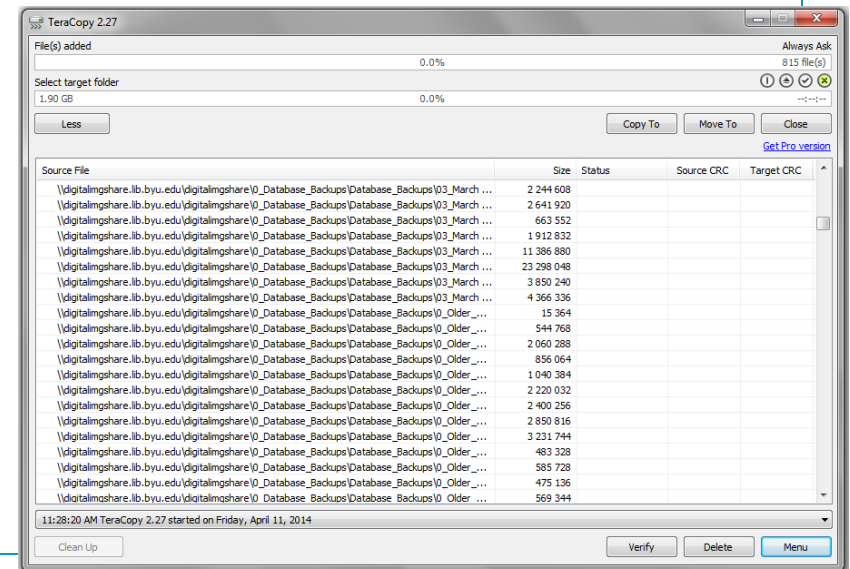 TeraCopy 2.27
File(s) added Always Ask
0.0% 815 file(s)
Select target folder
1.90 GB 0.0% --:--:--
Less Copy To Move To Close
Get Pro version
Source File Size Status Source CRC Target CRC
\\digitalimgshare.lib.byu.edu\digitalimgshare\0_Database_Backups\Database_Backups\03_March ... 2 244 608
\\digitalimgshare.lib.byu.edu\digitalimgshare\0_Database_Backups\Database_Backups\03_March ... 2 641 920
\\digitalimgshare.lib.byu.edu\digitalimgshare\0_Database_Backups\Database_Backups\03_March ... 663 552
\\digitalimgshare.lib.byu.edu\digitalimgshare\0_Database_Backups\Database_Backups\03_March ... 1 912 832
\\digitalimgshare.lib.byu.edu\digitalimgshare\0_Database_Backups\Database_Backups\03_March ... 11 386 880
\\digitalimgshare.lib.byu.edu\digitalimgshare\0_Database_Backups\Database_Backups\03_March ... 23 298 048
\\digitalimgshare.lib.byu.edu\digitalimgshare\0_Database_Backups\Database_Backups\03_March ... 3 850 240
\\digitalimgshare.lib.byu.edu\digitalimgshare\0_Database_Backups\Database_Backups\03_March ... 4 366 336
\\digitalimgshare.lib.byu.edu\digitalimgshare\0_Database_Backups\Database_Backups\0_Older_... 15 364
\\digitalimgshare.lib.byu.edu\digitalimgshare\0_Database_Backups\Database_Backups\0_Older_... 544 768
\\digitalimgshare.lib.byu.edu\digitalimgshare\0_Database_Backups\Database_Backups\0_Older_... 2 060 288
\\digitalimgshare.lib.byu.edu\digitalimgshare\0_Database_Backups\Database_Backups\0_Older_... 856 064
\\digitalimgshare.lib.byu.edu\digitalimgshare\0_Database_Backups\Database_Backups\0_Older_... 1 040 384
\\digitalimgshare.lib.byu.edu\digitalimgshare\0_Database_Backups\Database_Backups\0_Older_... 2 220 032
\\digitalimgshare.lib.byu.edu\digitalimgshare\0_Database_Backups\Database_Backups\0_Older_... 2 400 256
\\digitalimgshare.lib.byu.edu\digitalimgshare\0_Database_Backups\Database_Backups\0_Older_... 2 850 816
\\digitalimgshare.lib.byu.edu\digitalimgshare\0_Database_Backups\Database_Backups\0_Older_... 3 231 744
\\digitalimgshare.lib.byu.edu\digitalimgshare\0_Database_Backups\Database_Backups\0_Older_... 483 328
\\digitalimgshare.lib.byu.edu\digitalimgshare\0_Database_Backups\Database_Backups\0_Older_... 585 728
\\digitalimgshare.lib.byu.edu\digitalimgshare\0_Database_Backups\Database_Backups\0_Older_... 475 136
\\digitalimgshare.lib.byu.edu\digitalimgshare\0_Database_Backups\Database_Backups\0_Older_... 569 344
11:28:20 AM TeraCopy 2.27 started on Friday, April 11, 2014
Clean Up Verify Delete Menu